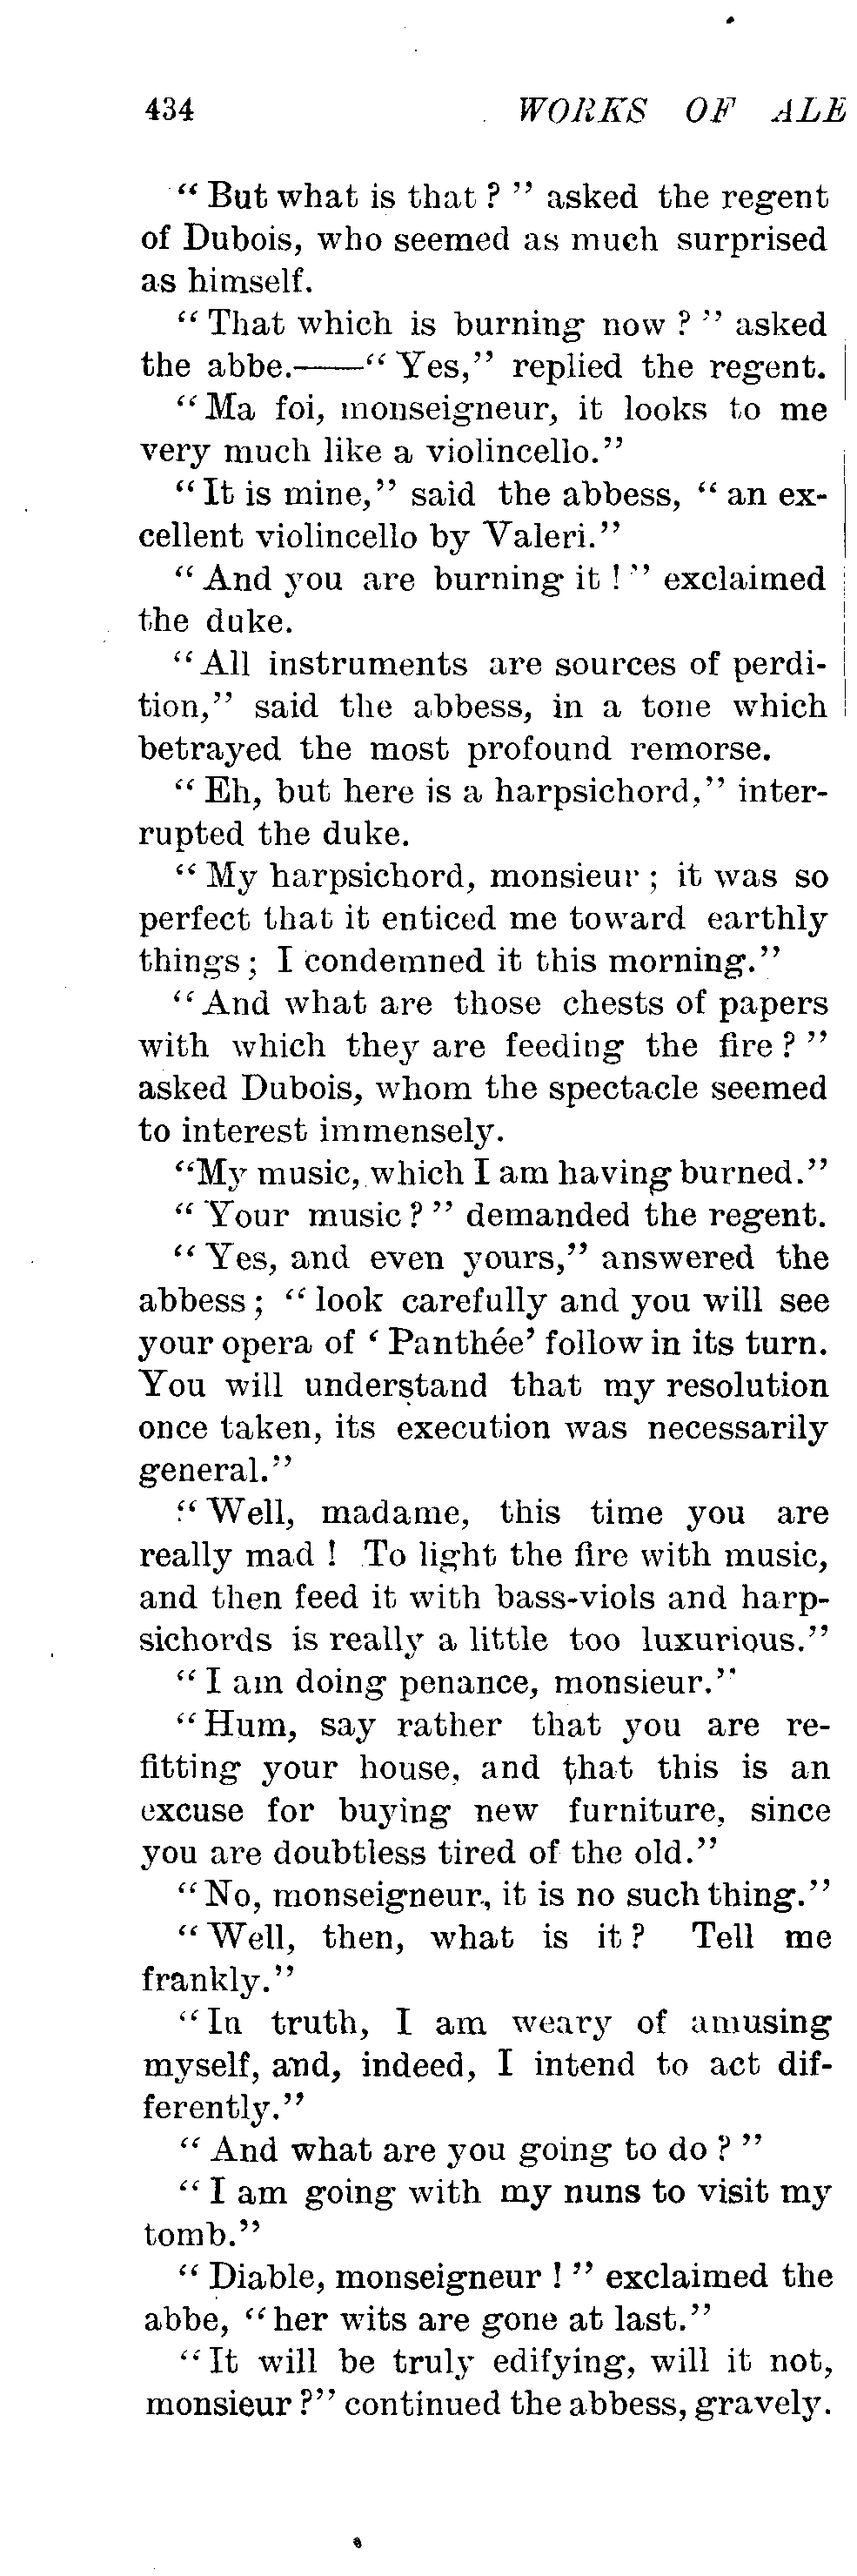 434 WORKS OF ALE
" But what is that ? " asked the regent
of Dubois, who seemed as much surprised
as himself.
" That which is burning now ? " asked
the abbe.——" Yes," replied the regent.
" Ma foi, monseigneur, it looks to me
very much like a violincello."
" It is mine," said the abbess, " an ex-
cellent violincello by Valeri."
" And you are burning it ! " exclaimed
the duke.
" All instruments are sources of perdi-
tion," said the abbess, in a tone which
betrayed the most profound remorse.
" Eh, but here is a harpsichord," inter-
rupted the duke.
" My harpsichord, monsieur ; it was so
perfect that it enticed me toward earthly
things ; I condemned it this morning."
" And what are those chests of papers
with which they are feeding the fire ? "
asked Dubois, whom the spectacle seemed
to interest immensely.
"My music, which I am having burned."
" Your music ? " demanded the regent.
" Yes, and even yours," answered the
abbess ; " look carefully and you will see
your opera of ' Panthée' follow in its turn.
You will understand that my resolution
once taken, its execution was necessarily
general."
" Well, madame, this time you are
really mad ! To light the fire with music,
and then feed it with bass-viols and harp-
sichords is really a little too luxurious."
" I am doing penance, monsieur."
" Hum, say rather that you are re-
fitting your house, and that this is an
excuse for buying new furniture, since
you are doubtless tired of the old."
" No, monseigneur, it is no such thing."
" Well, then, what is it ? Tell me
frankly."
" In truth, I am weary of amusing
myself, and, indeed, I intend to act dif-
ferently."
" And what are you going to do ? "
" I am going with my nuns to visit my
tomb."
" Diable, monseigneur ! " exclaimed the
abbe, " her wits are gone at last."
" It will be truly edifying, will it not,
monsieur ?" continued the abbess, gravely.